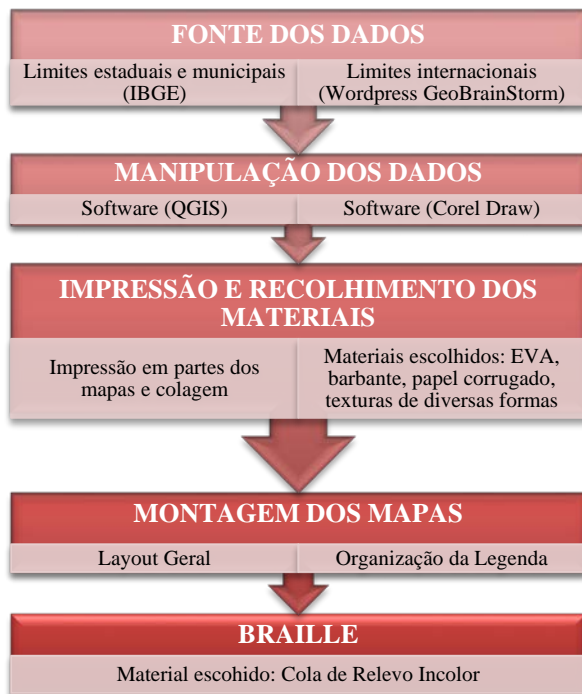 FONTE DOS DADOS
Limites estaduais e municipais
(IBGE)
Limites internacionais
(Wordpress GeoBrainStorm)
MANIPULAÇÃO DOS DADOS
Software (QGIS)
Software (Corel Draw)
IMPRESSÃO E RECOLHIMENTO DOS
MATERIAIS
Impressão em partes dos
mapas e colagem
Materiais escolhidos: EVA,
barbante, papel corrugado,
texturas de diversas formas
MONTAGEM DOS MAPAS
Layout Geral
Organização da Legenda
BRAILLE
Material escohido: Cola de Relevo Incolor